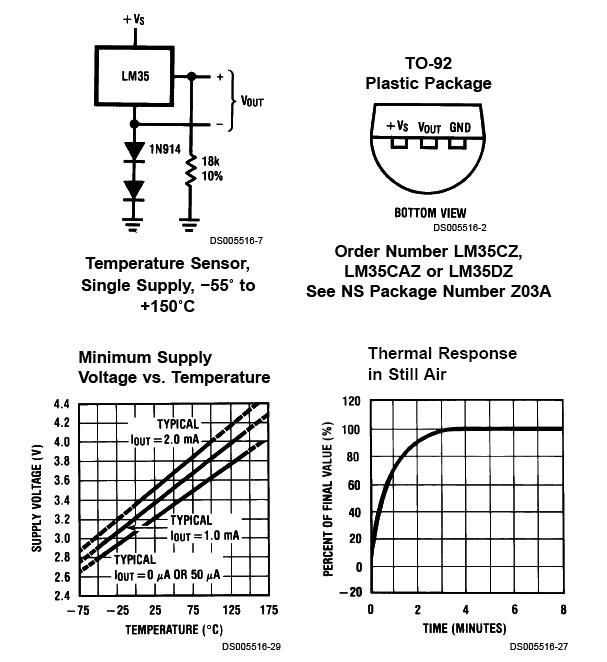 +VS
LM35
+
VOUT
−
1N914
18k
10%
DS005516-7
Temperature Sensor,
Single Supply, −55˚ to
+150˚C
TO-92
Plastic Package
+VS VOUT GND
BOTTOM VIEW
DS005516-2
Order Number LM35CZ,
LM35CAZ or LM35DZ
See NS Package Number Z03A
Minimum Supply
Voltage vs. Temperature
SUPPLY VOLTAGE (V)
4.4
4.2
4.0
3.8
3.6
3.4
3.2
3.0
2.8
2.6
2.4
TYPICAL
IOUT = 2.0 mA
TYPICAL
IOUT = 1.0 mA
TYPICAL
IOUT = 0 µA OR 50 µA
−75 −25 25 75 125 175
TEMPERATURE (°C)
DS005516-29
Thermal Response
in Still Air
PERCENT OF FINAL VALUE (%)
120
100
80
60
40
20
0
−20
0 2 4 6 8
TIME (MINUTES)
DS005516-27